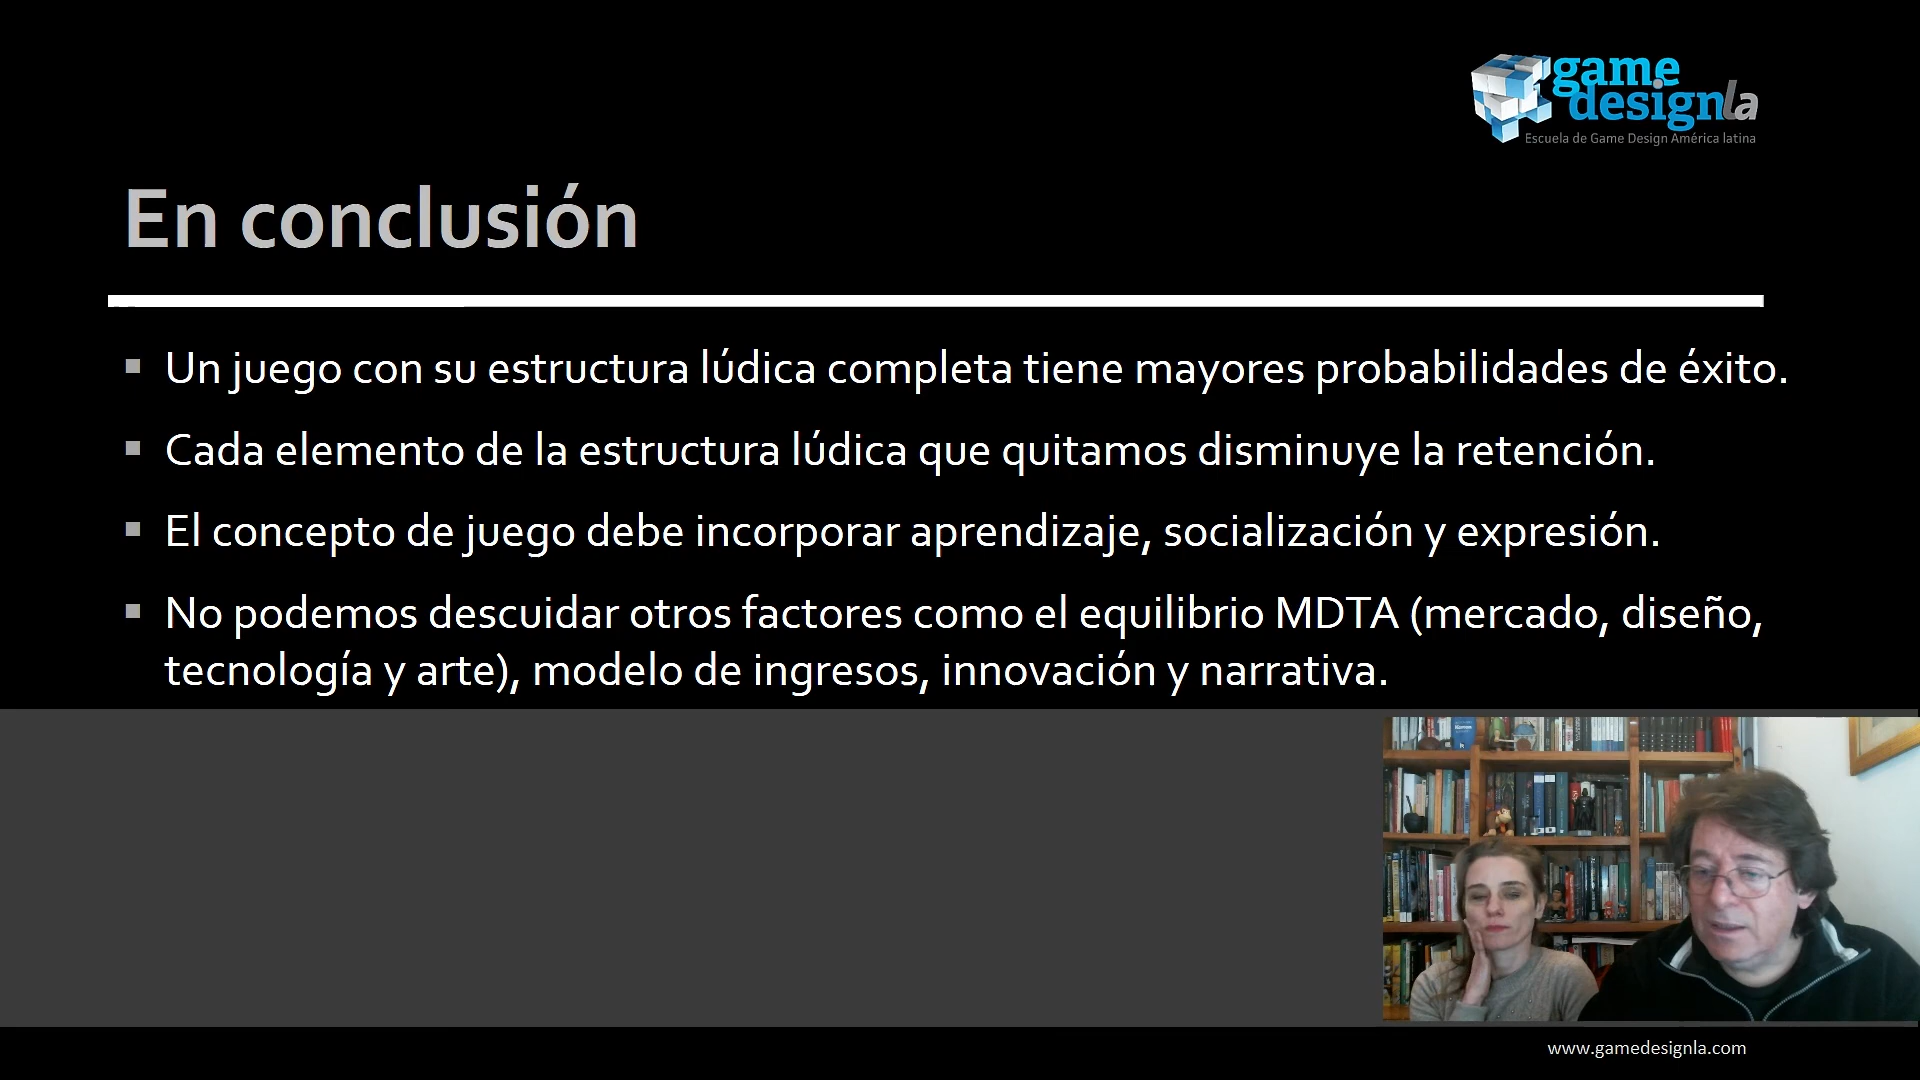 game
designla
Escuela de Game Design América latina
En conclusión
Un juego con su estructura lúdica completa tiene mayores probabilidades de éxito.
Cada elemento de la estructura lúdica que quitamos disminuye la retención.
El concepto de juego debe incorporar aprendizaje, socialización y expresión.
No podemos descuidar otros factores como el equilibrio MDTA (mercado, diseño,
tecnología y arte), modelo de ingresos, innovación y narrativa.
www.gamedesignla.com